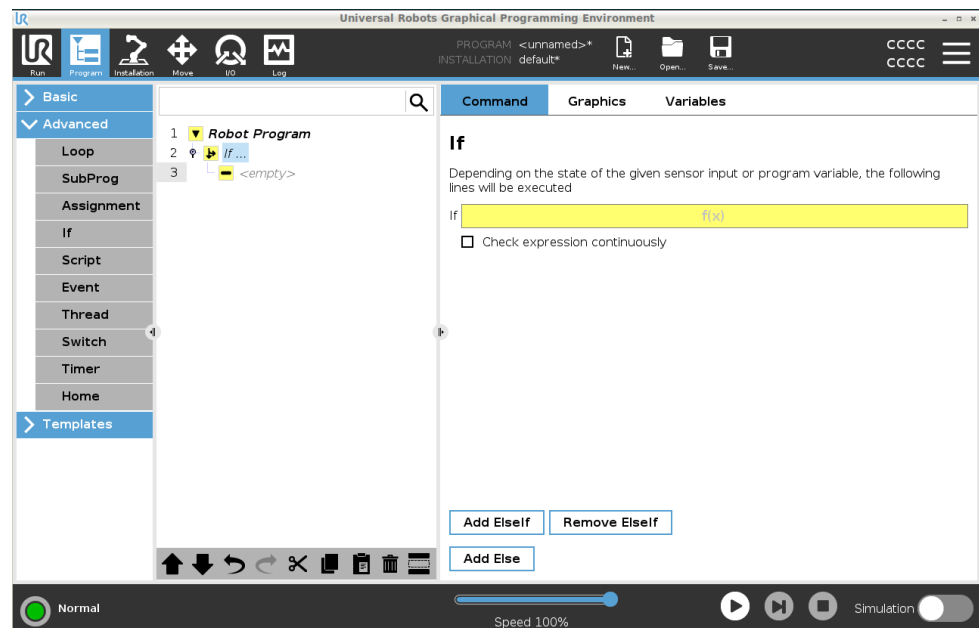 UR Universal Robots Graphical Programming Environment
UR PROGRAM <unnamed>* CCCC
INSTALLATION default* CCCC
Run Program Installation Move I/O Log New... Open... Save...
Basic
Advanced
Loop
SubProg
Assignment
If
Script
Event
Thread
Switch
Timer
Home
Templates
1 Robot Program
2 If ...
3 <empty>
Command Graphics Variables
If
Depending on the state of the given sensor input or program variable, the following
lines will be executed
If f(x)
Check expression continuously
Add ElseIf Remove ElseIf
Add Else
Normal
Speed 100%
Simulation